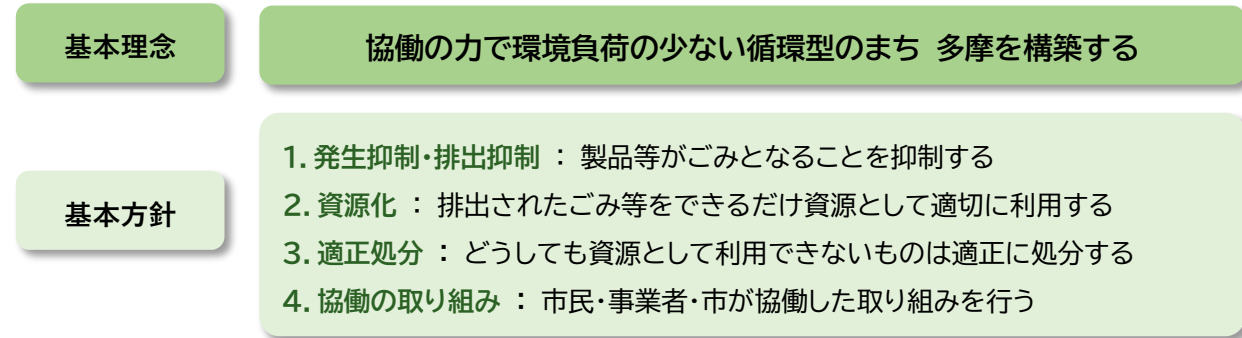 基本理念
協働の力で環境負荷の少ない循環型のまち 多摩を構築する
基本方針
1. 発生抑制・排出抑制 : 製品等がごみとなることを抑制する
2. 資源化 : 排出されたごみ等をできるだけ資源として適切に利用する
3. 適正処分 : どうしても資源として利用できないものは適正に処分する
4. 協働の取り組み : 市民・事業者・市が協働した取り組みを行う